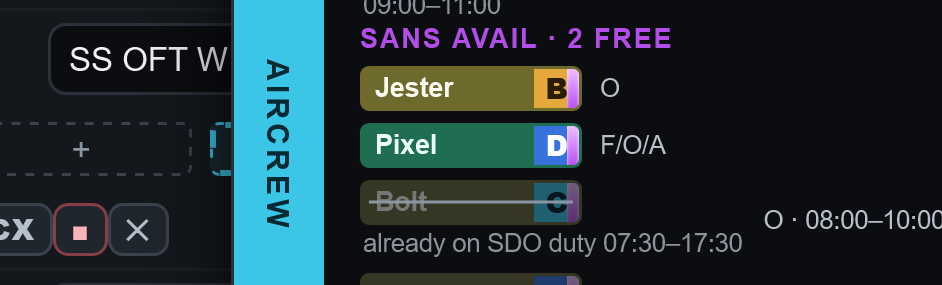 09:00–11:00
SANS AVAIL · 2 FREE
SS OFT W
AIRCREW
Jester B O
+
Pixel D F/O/A
Bolt C
CX
O · 08:00–10:00
already on SDO duty 07:30–17:30